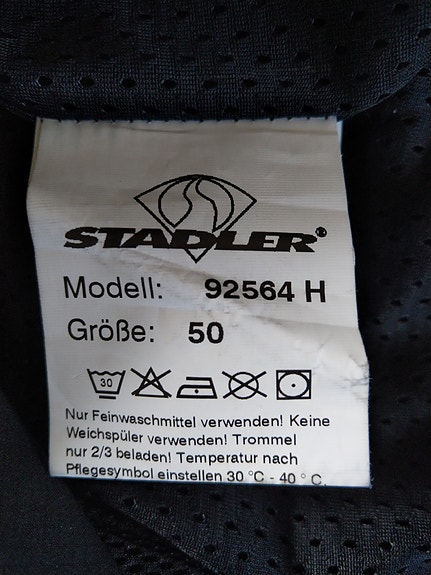 STADLER®
Modell: 92564 H
Größe: 50
30
Nur Feinwaschmittel verwenden! Keine
Weichspüler verwenden! Trommel
nur 2/3 beladen! Temperatur nach
Pflegesymbol einstellen 30 °C - 40 ° C.